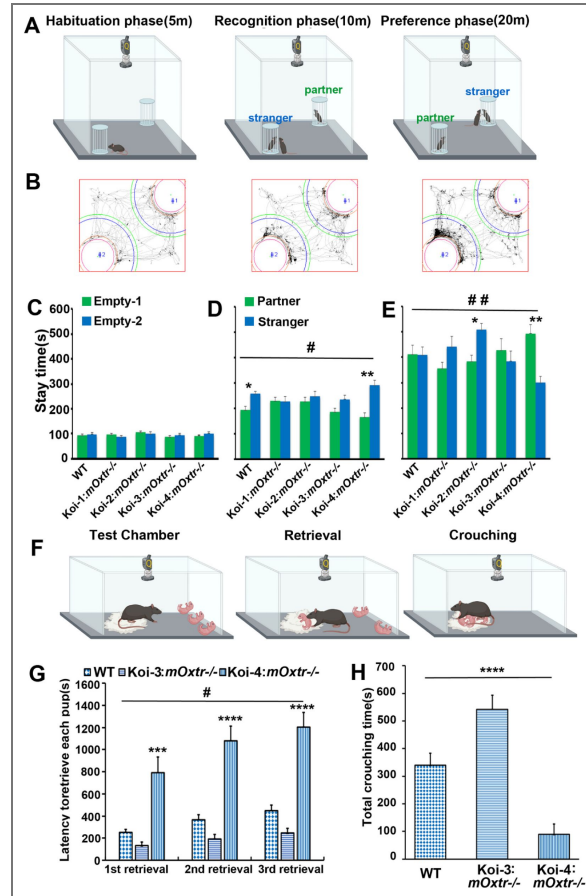 A
Habituation phase(5m)
Recognition phase(10m)
Preference phase(20m)
partner
stranger
stranger
partner
B
1
2
1
2
1
2
C
D
E
Empty-1
Empty-2
Partner
Stranger
Stay time(s)
600
500
400
300
200
100
0
#
*
**
# #
*
**
WT
Koi-1:mOxtr-/-
Koi-2:mOxtr-/-
Koi-3:mOxtr-/-
Koi-4:mOxtr-/-
WT
Koi-1:mOxtr-/-
Koi-2:mOxtr-/-
Koi-3:mOxtr-/-
Koi-4:mOxtr-/-
WT
Koi-1:mOxtr-/-
Koi-2:mOxtr-/-
Koi-3:mOxtr-/-
Koi-4:mOxtr-/-
F
Test Chamber
Retrieval
Crouching
G
WT
Koi-3:mOxtr-/-
Koi-4:mOxtr-/-
Latency toretrieve each pup(s)
1600
1400
1200
1000
800
600
400
200
0
#
***
****
****
1st retrieval
2nd retrieval
3rd retrieval
H
Total crouching time(s)
700
600
500
400
300
200
100
0
****
WT
Koi-3:
mOxtr-/-
Koi-4:
mOxtr-/-